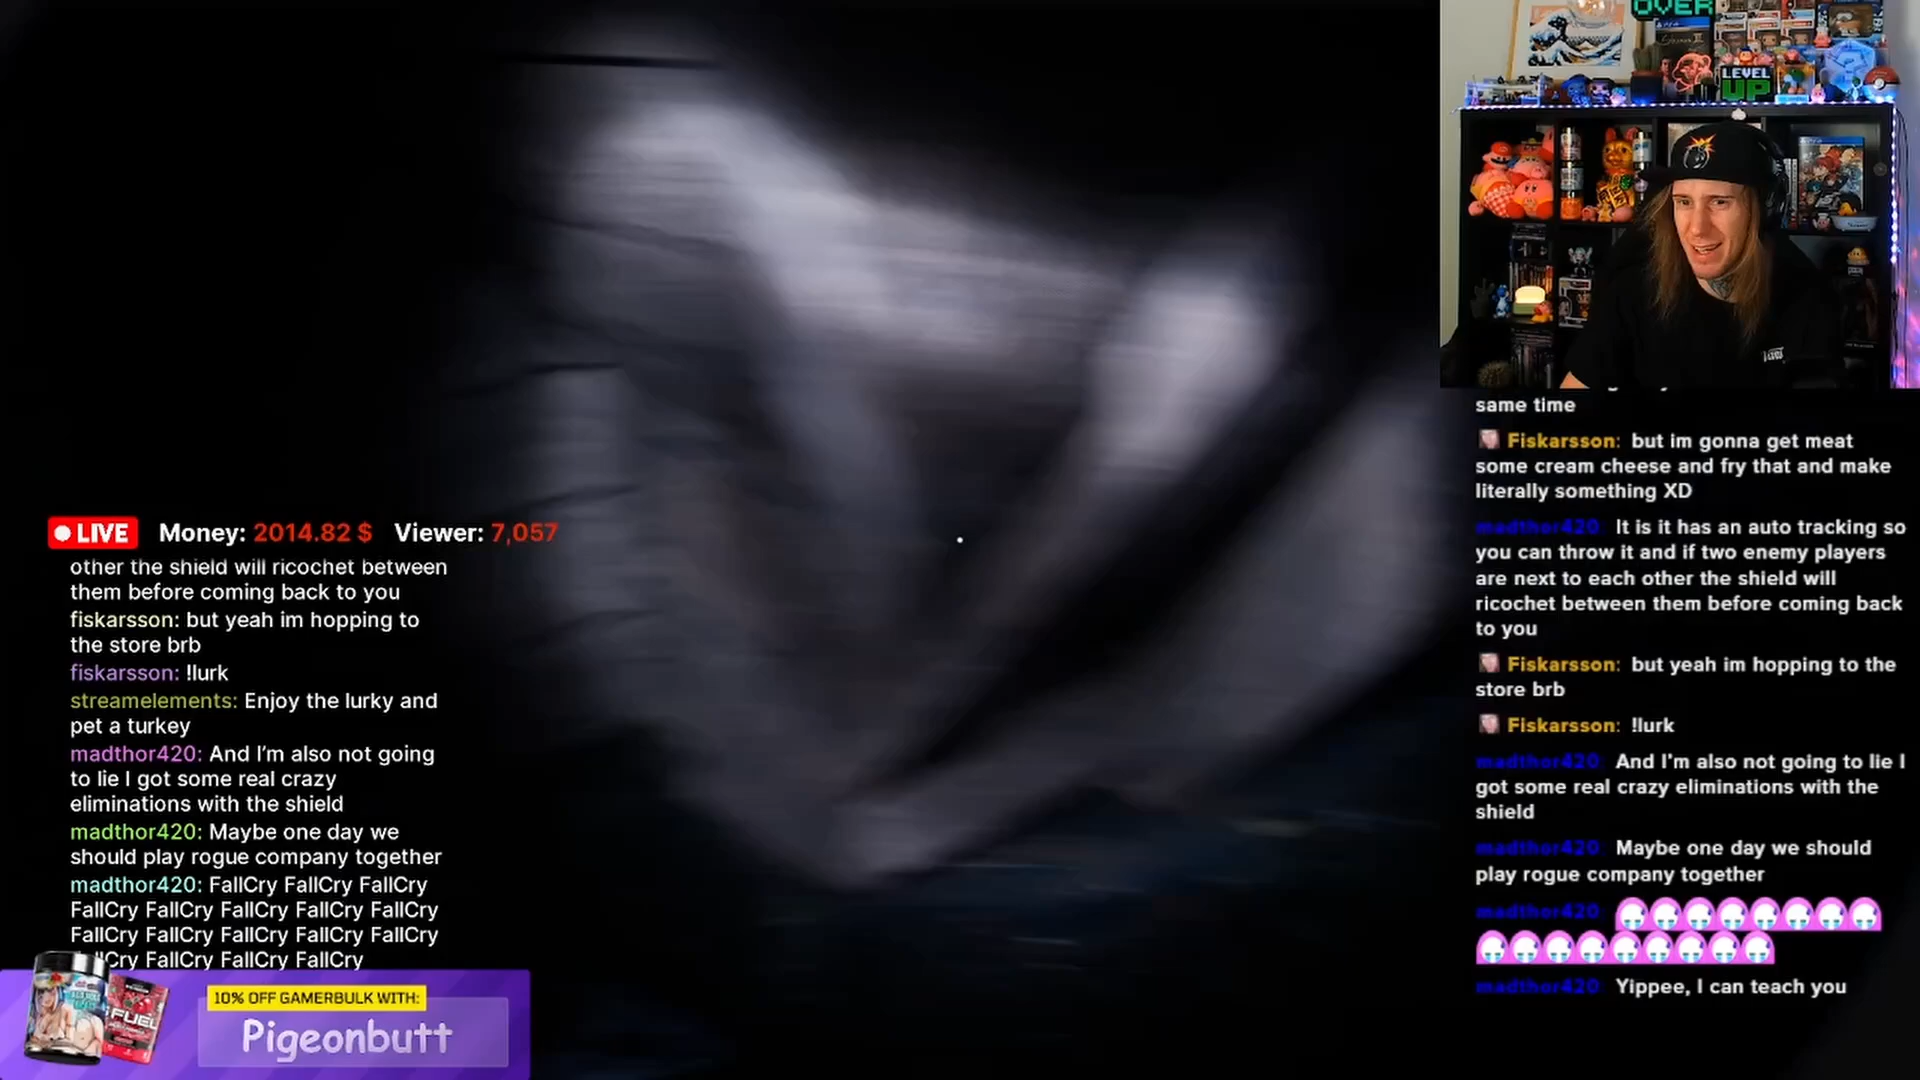 OVER
LEVEL
UP
LIVE Money: 2014.82 $ Viewer: 7,057
other the shield will ricochet between
them before coming back to you
fiskarsson: but yeah im hopping to
the store brb
fiskarsson: !lurk
streamelements: Enjoy the lurky and
pet a turkey
madthor420: And I'm also not going
to lie I got some real crazy
eliminations with the shield
madthor420: Maybe one day we
should play rogue company together
madthor420: FallCry FallCry FallCry
FallCry FallCry FallCry FallCry FallCry
FallCry FallCry FallCry FallCry FallCry
FallCry FallCry FallCry
10% OFF GAMERBULK WITH:
Pigeonbutt
FUEL
same time
Fiskarsson: but im gonna get meat
some cream cheese and fry that and make
literally something XD
madthor420: It is it has an auto tracking so
you can throw it and if two enemy players
are next to each other the shield will
ricochet between them before coming back
to you
Fiskarsson: but yeah im hopping to the
store brb
Fiskarsson: !lurk
madthor420: And I'm also not going to lie I
got some real crazy eliminations with the
shield
madthor420: Maybe one day we should
play rogue company together
madthor420:
madthor420: Yippee, I can teach you